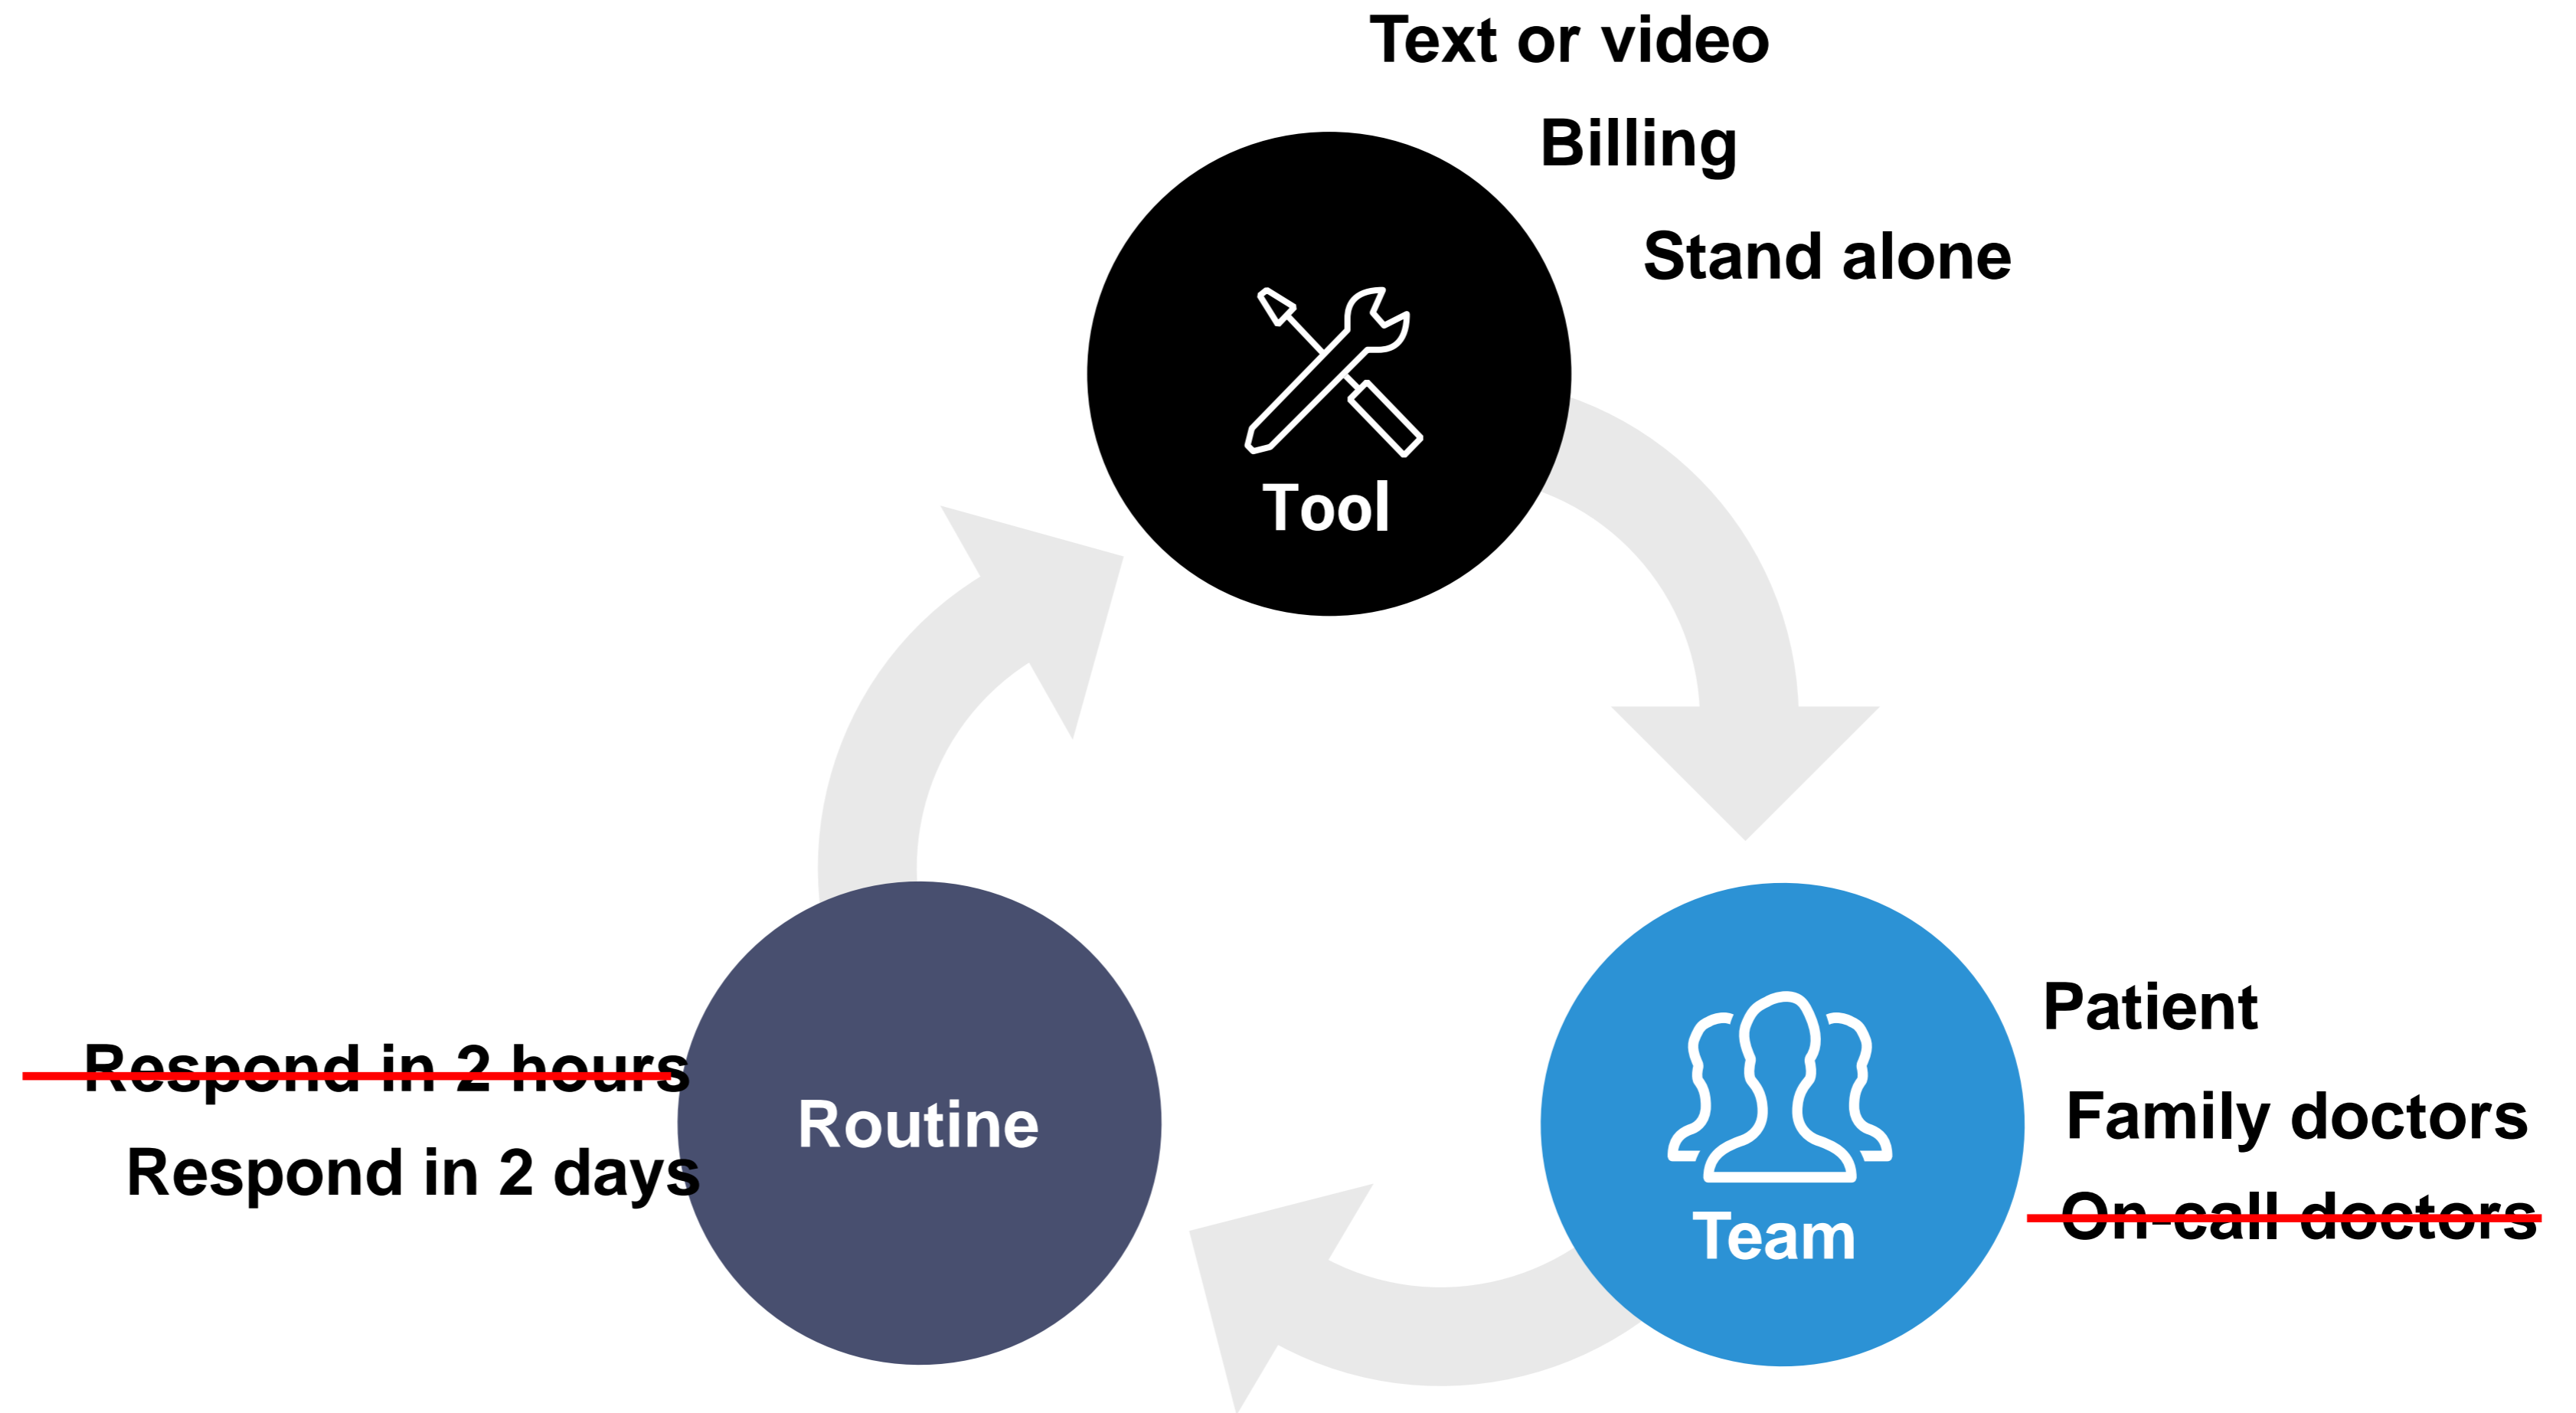 Text or video
Billing
Stand alone
Tool
Patient
Family doctors
On-call doctors
Team
Respond in 2 hours
Respond in 2 days
Routine